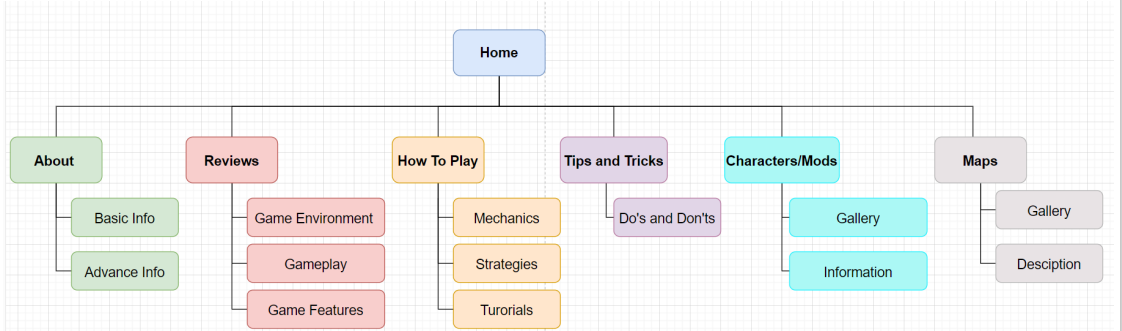 Home
About
Reviews
How To Play
Tips and Tricks
Characters/Mods
Maps
Basic Info
Game Environment
Mechanics
Do's and Don'ts
Gallery
Gallery
Advance Info
Gameplay
Strategies
Information
Desciption
Game Features
Turorials